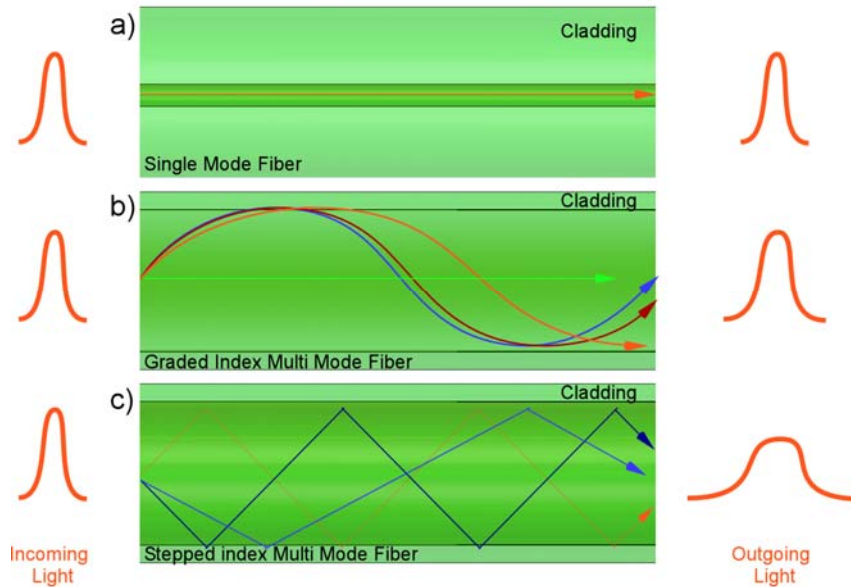 a)
Cladding
Single Mode Fiber
b)
Cladding
Graded Index Multi Mode Fiber
c)
Cladding
Stepped index Multi Mode Fiber
Incoming
Light
Outgoing
Light